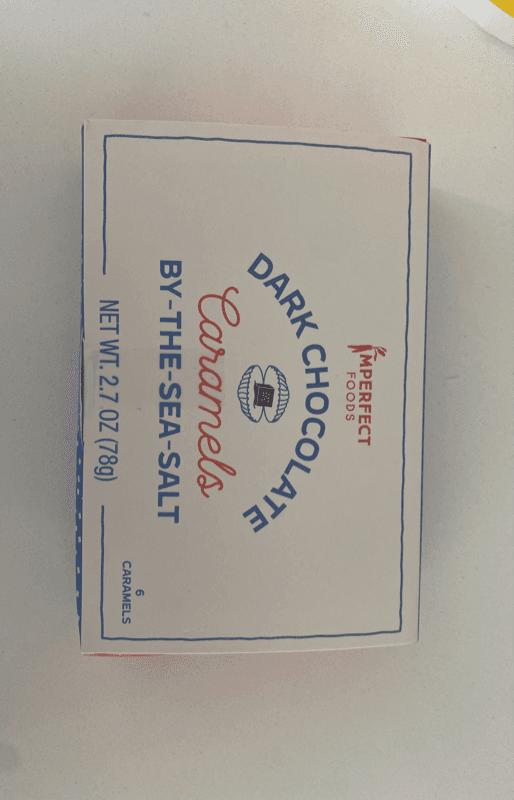 IMPERFECT
FOODS
DARK CHOCOLATE
Caramels
BY-THE-SEA-SALT
NET WT. 2.7 OZ (78g)
6
CARAMELS